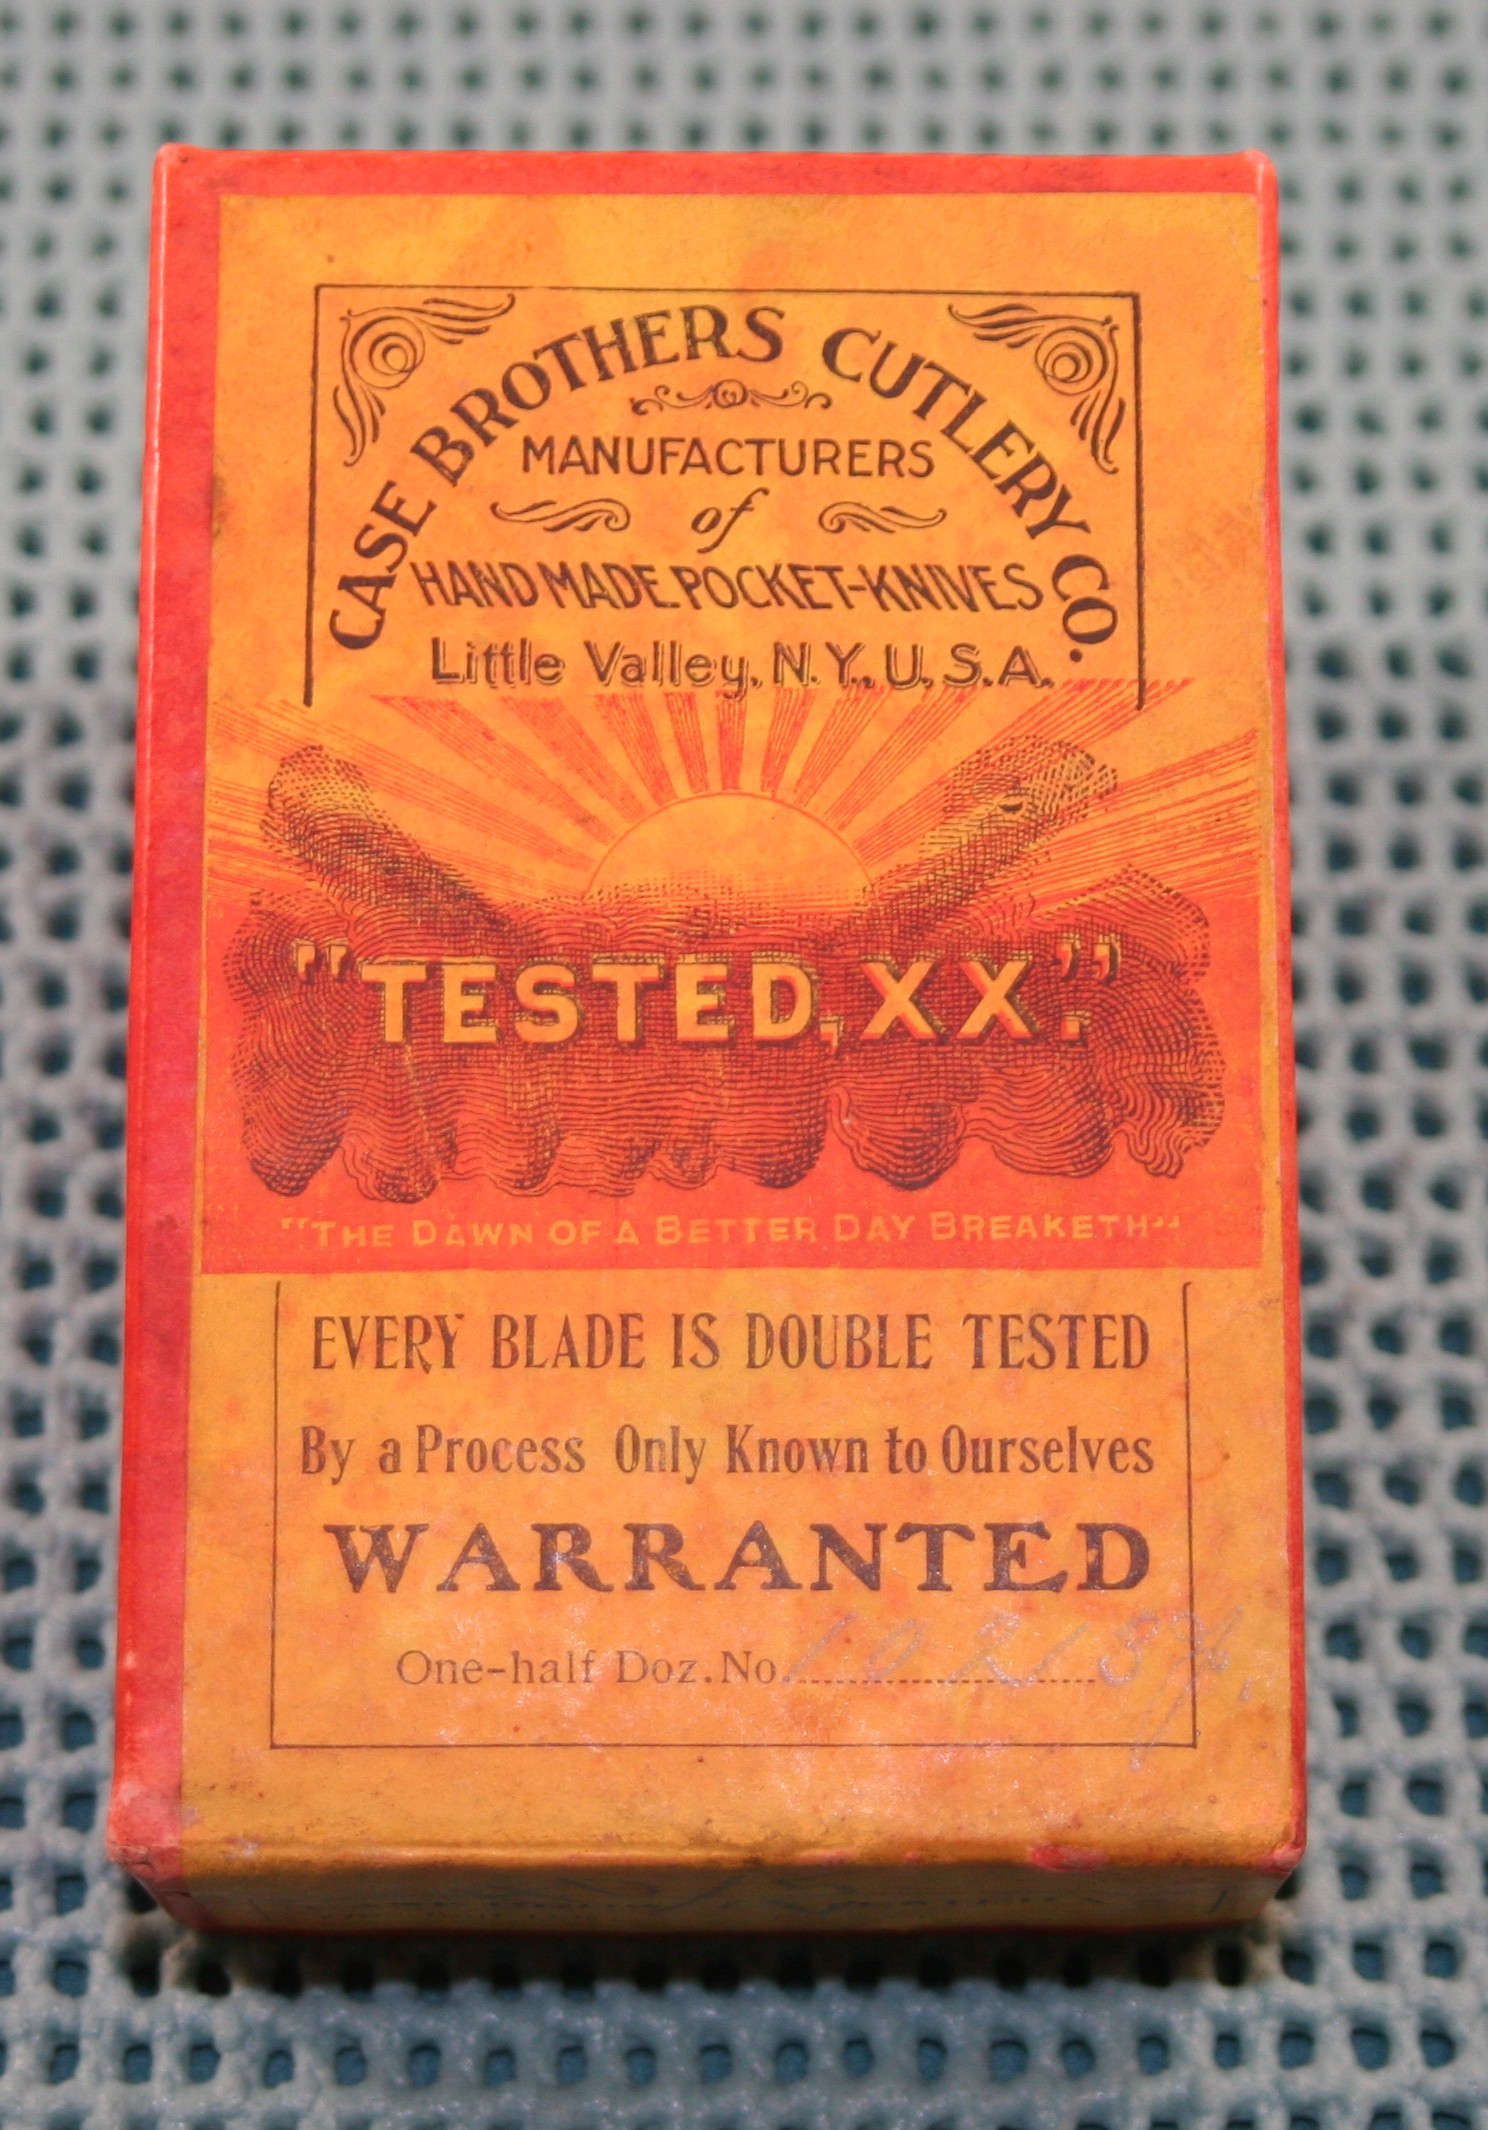 CASE BROTHERS CUTLERY CO.
MANUFACTURERS
of
HAND MADE POCKET-KNIVES
Little Valley, N.Y., U.S.A.
"TESTED, XX."
"THE DAWN OF A BETTER DAY BREAKETH"
EVERY BLADE IS DOUBLE TESTED
By a Process Only Known to Ourselves
WARRANTED
One-half Doz. No.